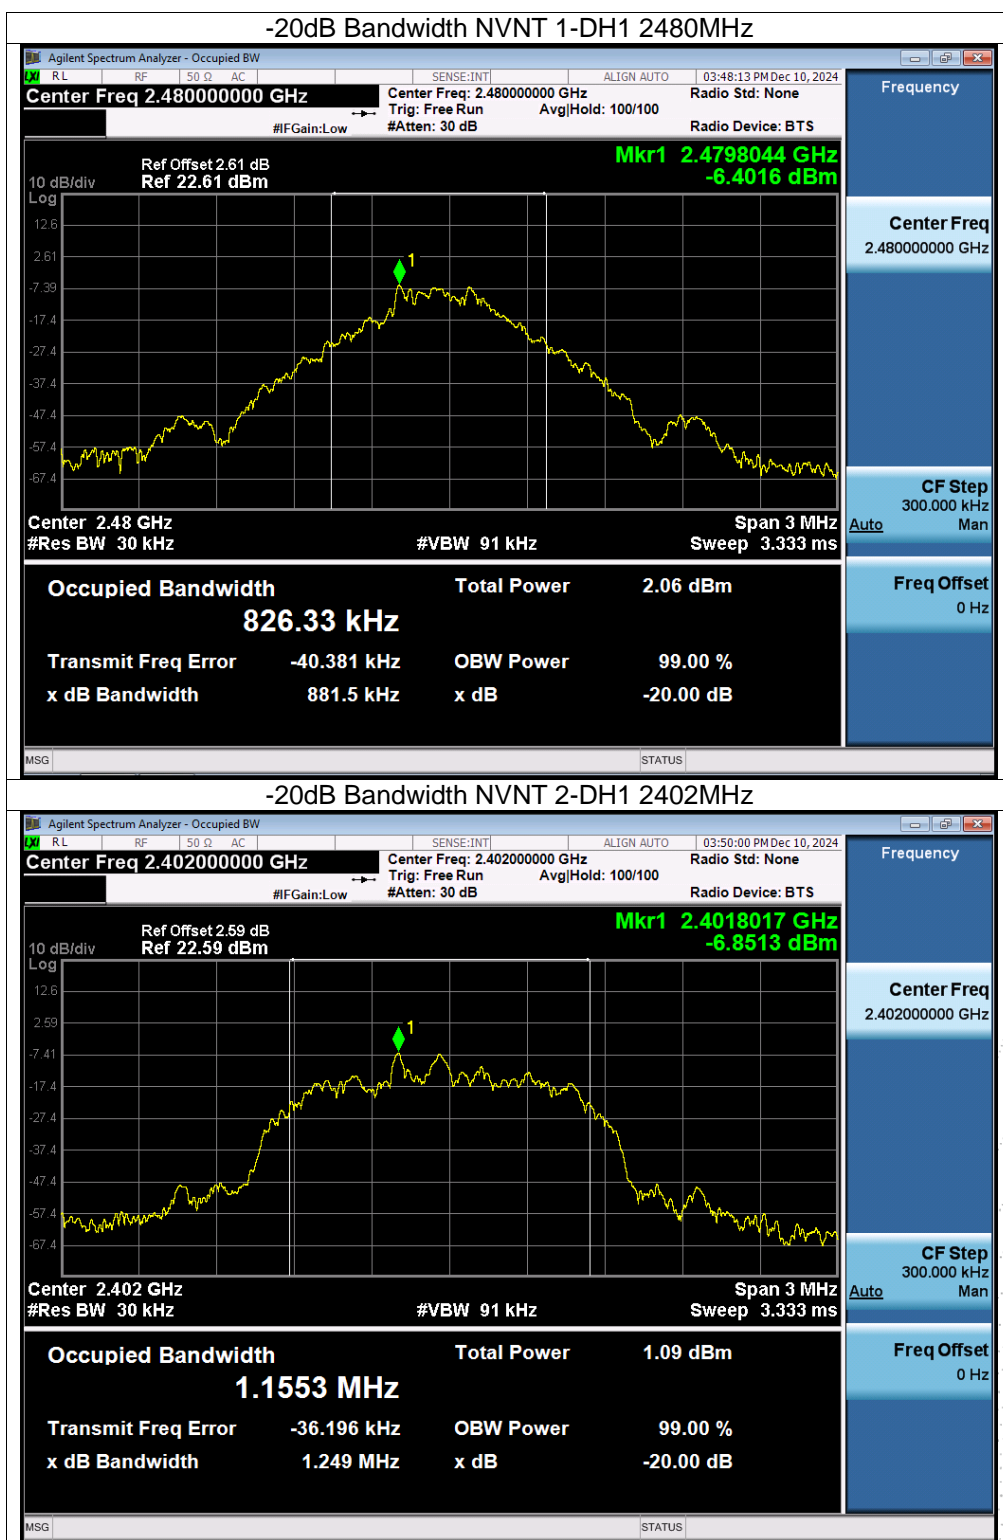 -20dB Bandwidth NVNT 1-DH1 2480MHz
Agilent Spectrum Analyzer - Occupied BW
LXI RL RF 50 Ω AC SENSE:INT ALIGN AUTO 03:48:13 PM Dec 10, 2024
Center Freq 2.480000000 GHz
Center Freq: 2.480000000 GHz Radio Std: None
Trig: Free Run Avg|Hold: 100/100
#IFGain:Low #Atten: 30 dB Radio Device: BTS
Frequency
Mkr1 2.4798044 GHz
-6.4016 dBm
Ref Offset 2.61 dB
10 dB/div Ref 22.61 dBm
Log
12.6
2.61
-7.39
-17.4
-27.4
-37.4
-47.4
-57.4
-67.4
1
Center 2.48 GHz Span 3 MHz
#Res BW 30 kHz #VBW 91 kHz Sweep 3.333 ms
Center Freq
2.480000000 GHz
CF Step
300.000 kHz
Auto Man
Freq Offset
0 Hz
Occupied Bandwidth Total Power 2.06 dBm
826.33 kHz
Transmit Freq Error -40.381 kHz OBW Power 99.00 %
x dB Bandwidth 881.5 kHz x dB -20.00 dB
MSG STATUS
-20dB Bandwidth NVNT 2-DH1 2402MHz
Agilent Spectrum Analyzer - Occupied BW
LXI RL RF 50 Ω AC SENSE:INT ALIGN AUTO 03:50:00 PM Dec 10, 2024
Center Freq 2.402000000 GHz
Center Freq: 2.402000000 GHz Radio Std: None
Trig: Free Run Avg|Hold: 100/100
#IFGain:Low #Atten: 30 dB Radio Device: BTS
Frequency
Mkr1 2.4018017 GHz
-6.8513 dBm
Ref Offset 2.59 dB
10 dB/div Ref 22.59 dBm
Log
12.6
2.59
-7.41
-17.4
-27.4
-37.4
-47.4
-57.4
-67.4
1
Center 2.402 GHz Span 3 MHz
#Res BW 30 kHz #VBW 91 kHz Sweep 3.333 ms
Center Freq
2.402000000 GHz
CF Step
300.000 kHz
Auto Man
Freq Offset
0 Hz
Occupied Bandwidth Total Power 1.09 dBm
1.1553 MHz
Transmit Freq Error -36.196 kHz OBW Power 99.00 %
x dB Bandwidth 1.249 MHz x dB -20.00 dB
MSG STATUS